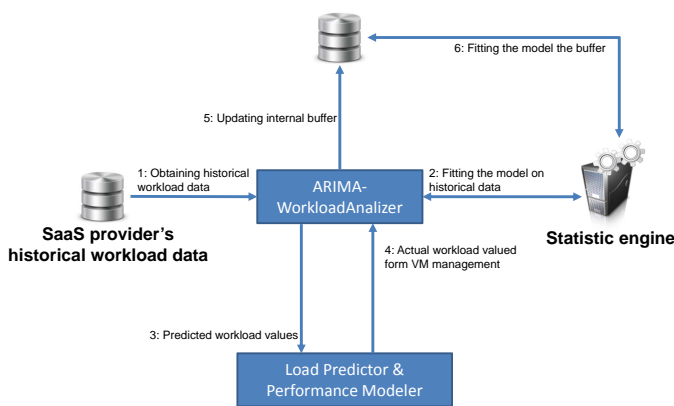 6: Fitting the model the buffer
5: Updating internal buffer
1: Obtaining historical
workload data
ARIMA-
WorkloadAnalizer
2: Fitting the model on
historical data
SaaS provider's
historical workload data
Statistic engine
4: Actual workload valued
form VM management
3: Predicted workload values
Load Predictor &
Performance Modeler